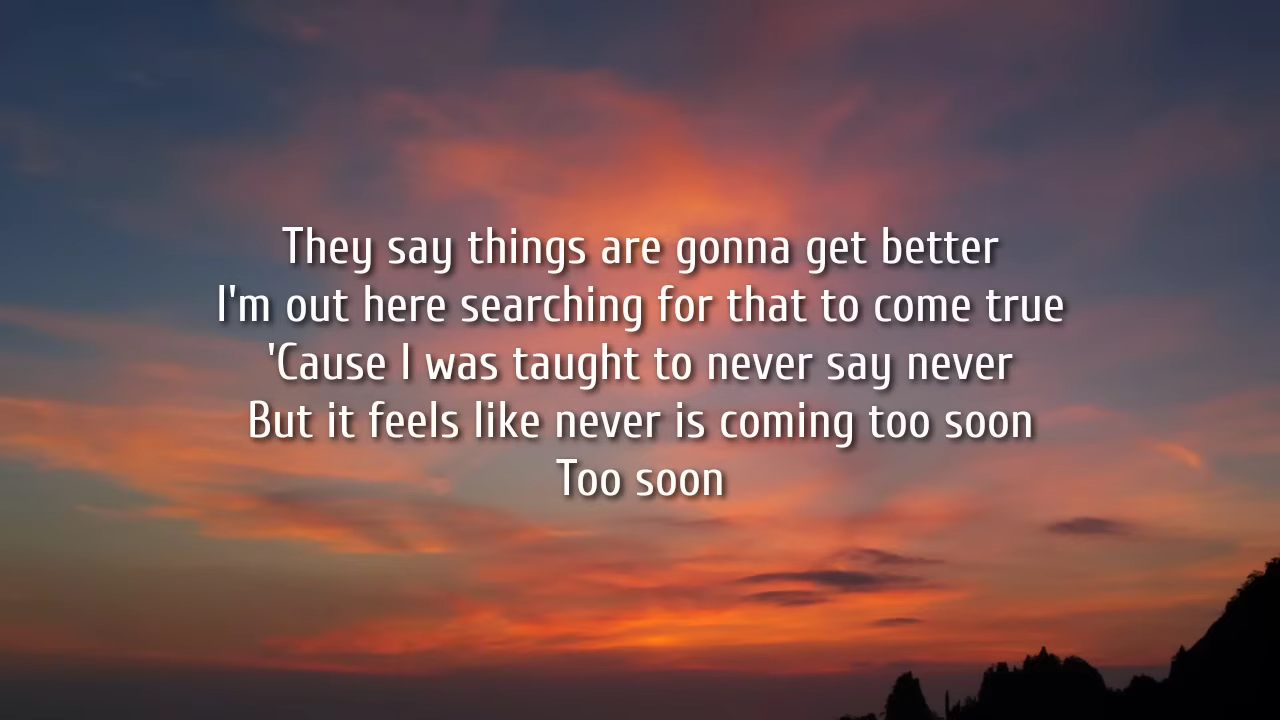 They say things are gonna get better
I'm out here searching for that to come true
'Cause I was taught to never say never
But it feels like never is coming too soon
Too soon